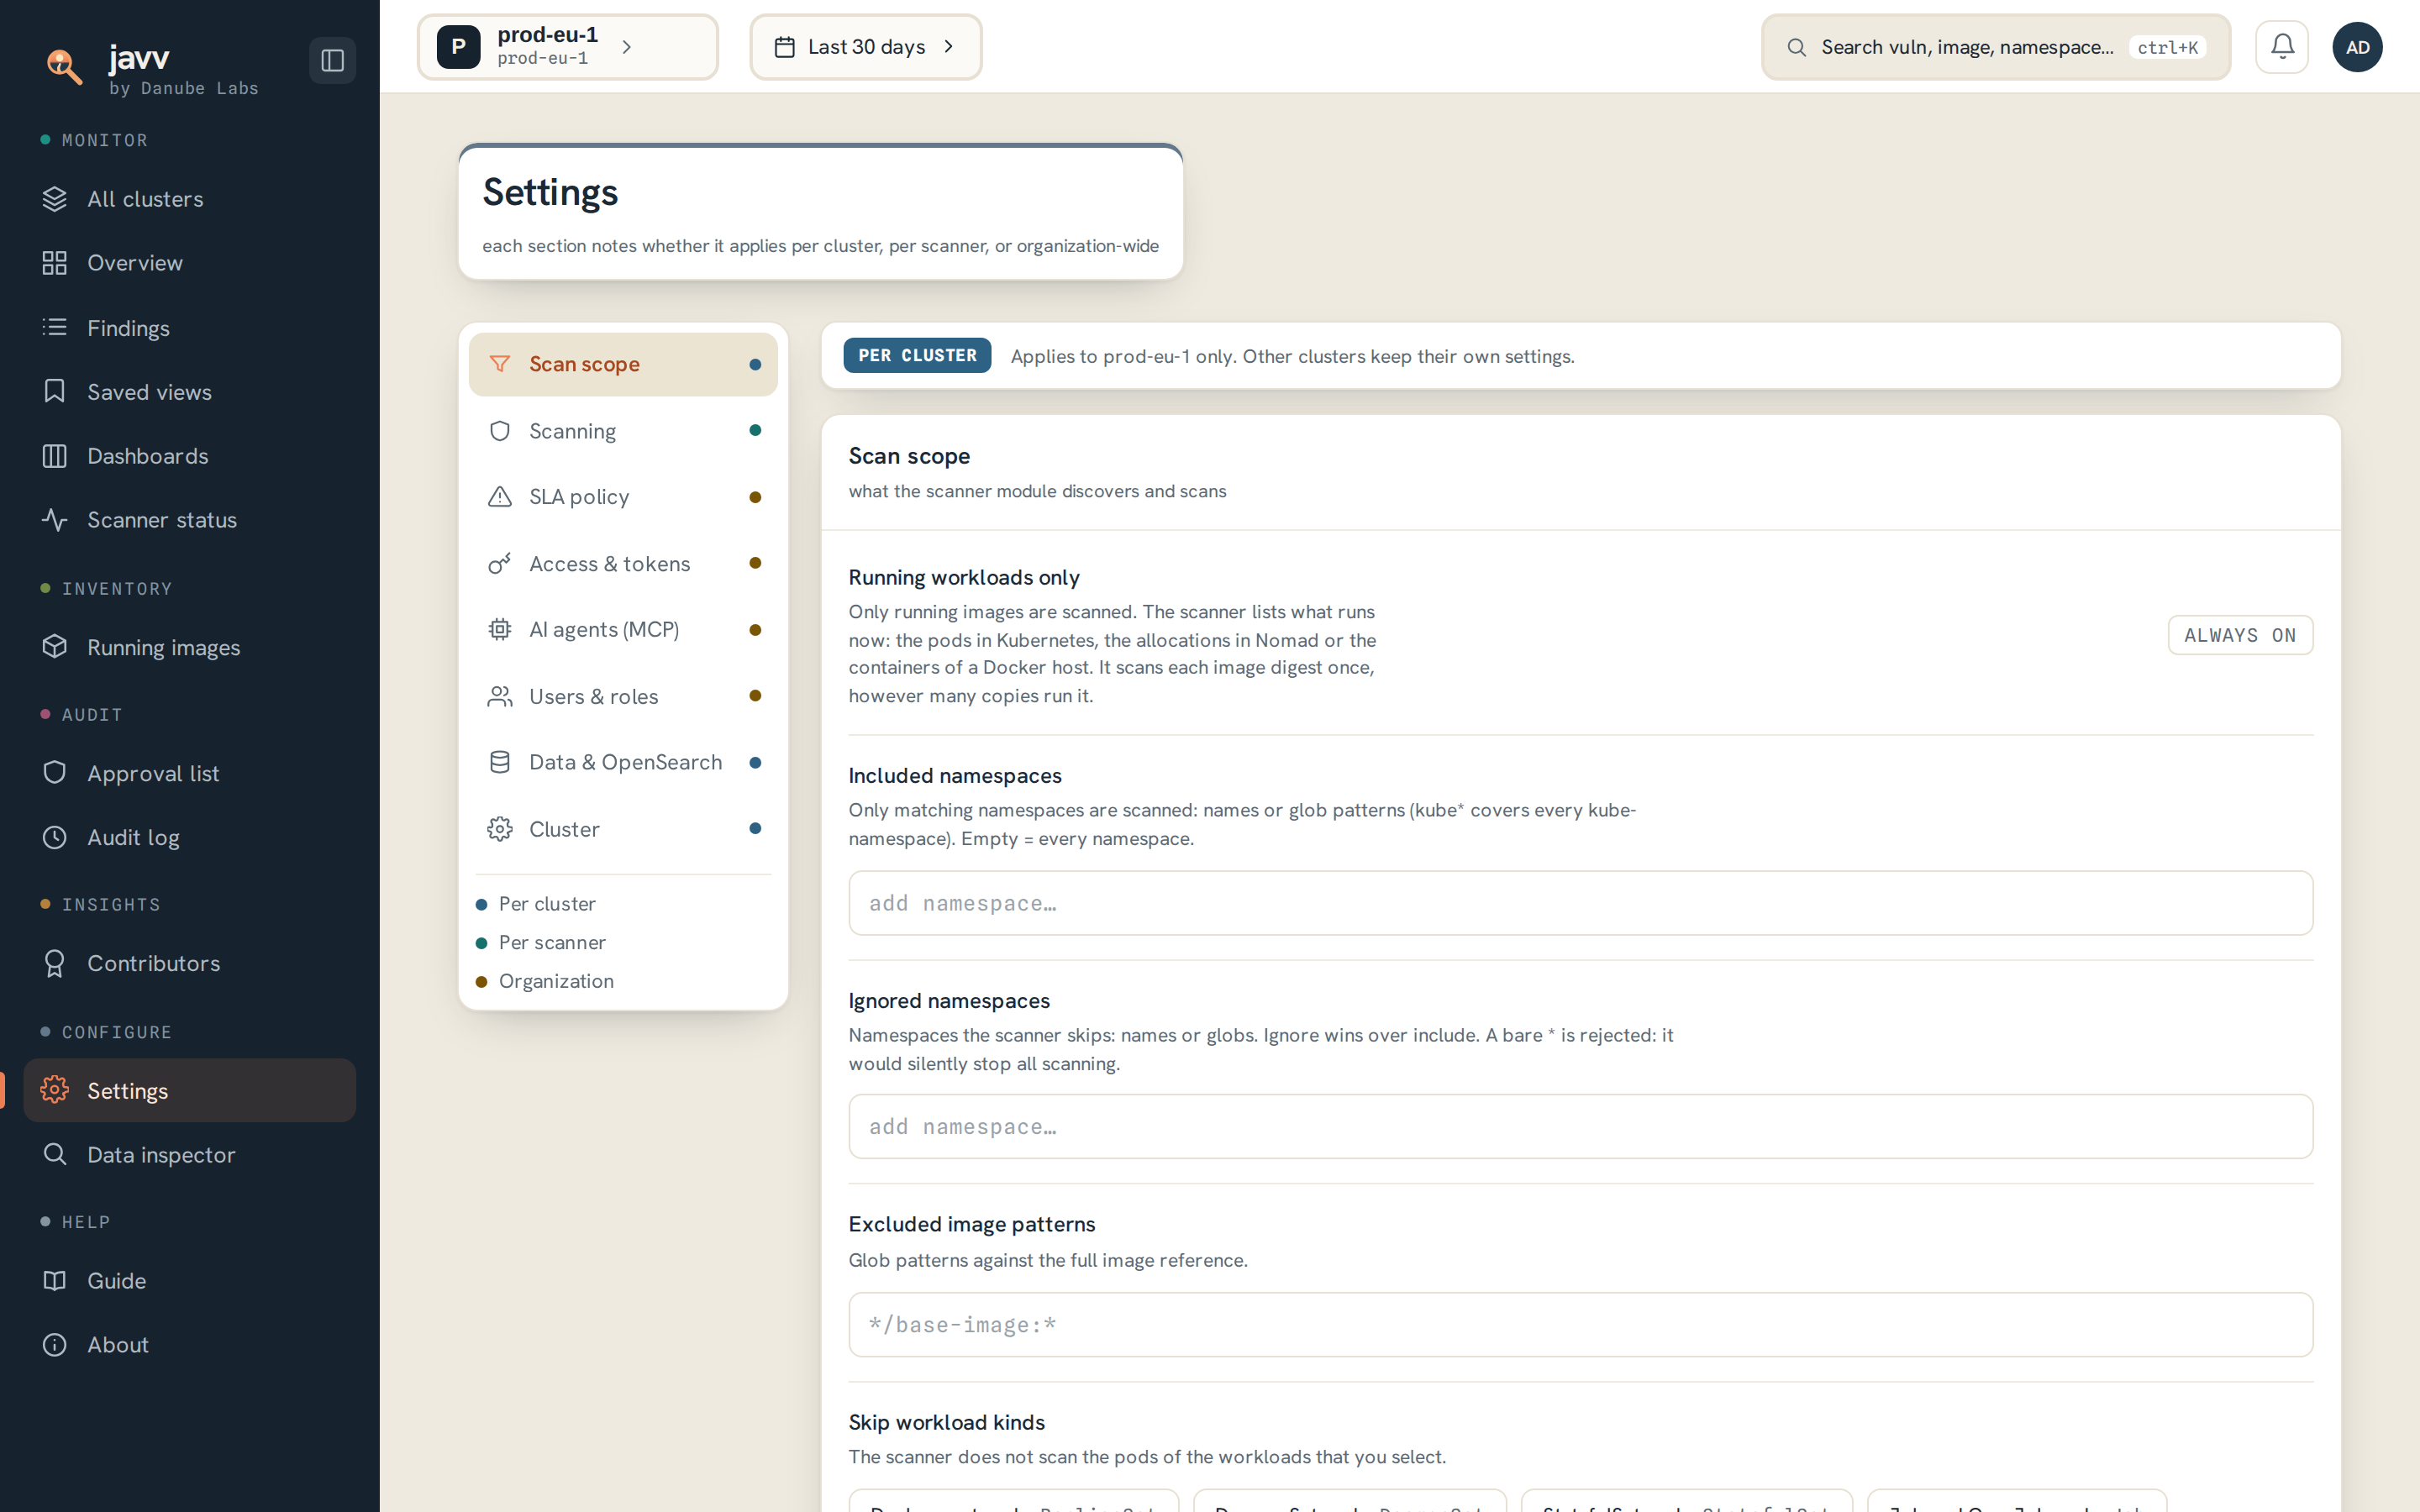 javv
by Danube Labs
MONITOR
All clusters
Overview
Findings
Saved views
Dashboards
Scanner status
INVENTORY
Running images
AUDIT
Approval list
Audit log
INSIGHTS
Contributors
CONFIGURE
Settings
Data inspector
HELP
Guide
About
P
prod-eu-1
prod-eu-1
Last 30 days
Search vuln, image, namespace... ctrl+K
AD
Settings
each section notes whether it applies per cluster, per scanner, or organization-wide
Scan scope
Scanning
SLA policy
Access & tokens
AI agents (MCP)
Users & roles
Data & OpenSearch
Cluster
Per cluster
Per scanner
Organization
PER CLUSTER Applies to prod-eu-1 only. Other clusters keep their own settings.
Scan scope
what the scanner module discovers and scans
Running workloads only
Only running images are scanned. The scanner lists what runs
now: the pods in Kubernetes, the allocations in Nomad or the
containers of a Docker host. It scans each image digest once,
however many copies run it.
ALWAYS ON
Included namespaces
Only matching namespaces are scanned: names or glob patterns (kube* covers every kube-
namespace). Empty = every namespace.
add namespace…
Ignored namespaces
Namespaces the scanner skips: names or globs. Ignore wins over include. A bare * is rejected: it
would silently stop all scanning.
add namespace…
Excluded image patterns
Glob patterns against the full image reference.
*/base-image:*
Skip workload kinds
The scanner does not scan the pods of the workloads that you select.